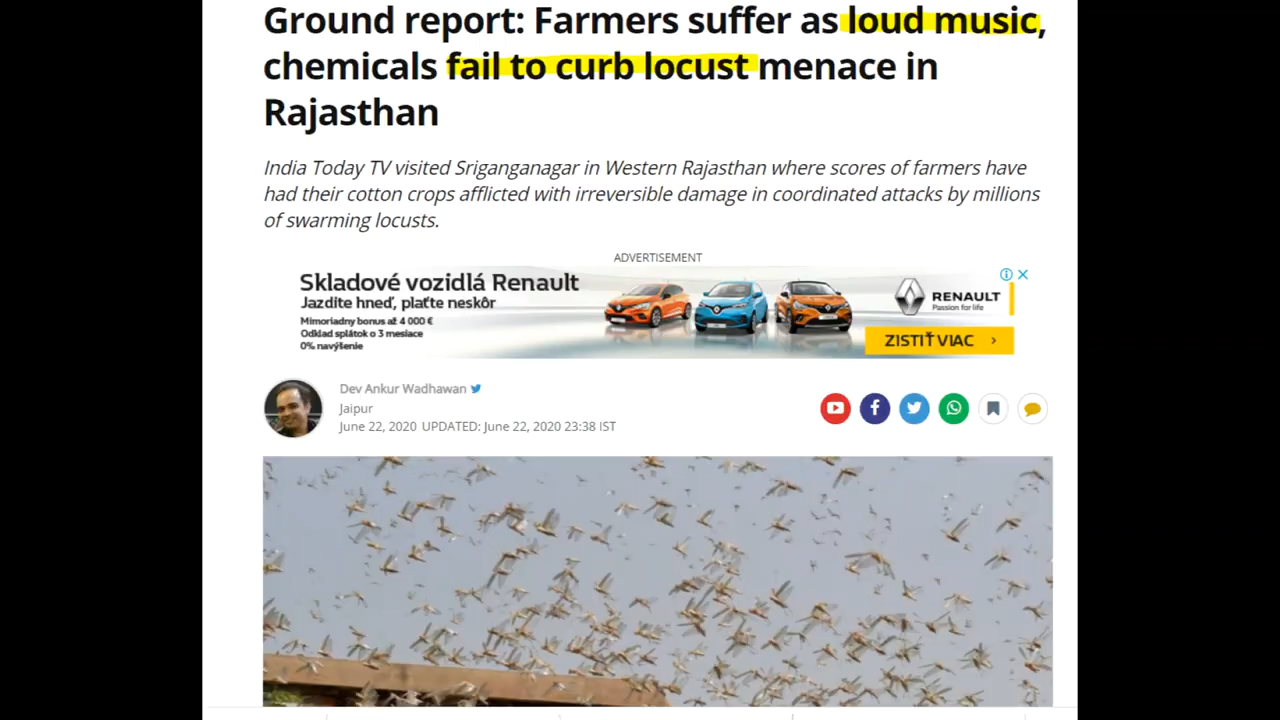 Ground report: Farmers suffer as loud music,
chemicals fail to curb locust menace in
Rajasthan
India Today TV visited Sriganganagar in Western Rajasthan where scores of farmers have
had their cotton crops afflicted with irreversible damage in coordinated attacks by millions
of swarming locusts.
ADVERTISEMENT
Skladové vozidlá Renault
Jazdite hneď, plaťte neskôr
Mimoriadny bonus až 4 000 €
Odklad splátok o 3 mesiace
0% navýšenie
RENAULT
Passion for life
ZISTIŤ VIAC
Dev Ankur Wadhawan
Jaipur
June 22, 2020 UPDATED: June 22, 2020 23:38 IST